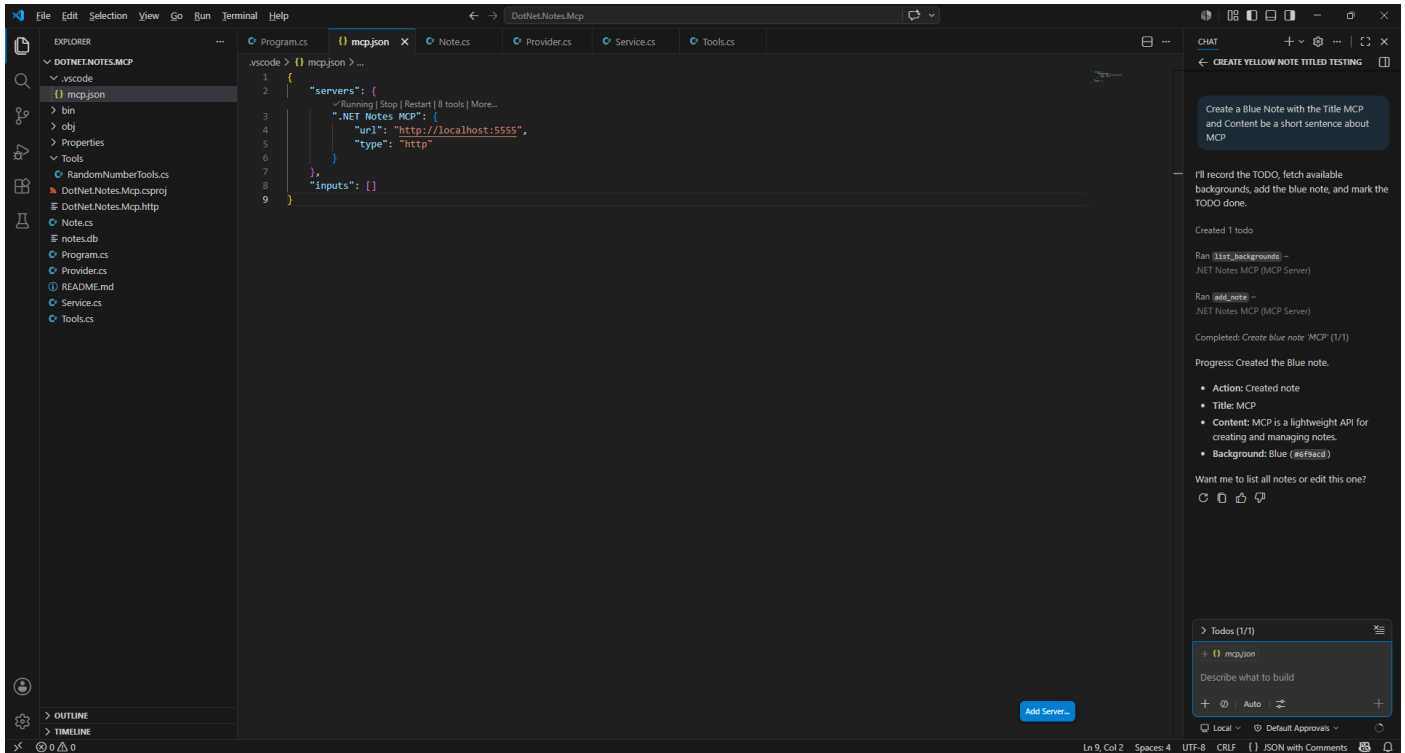 File Edit Selection View Go Run Terminal Help
DotNet.Notes.Mcp
EXPLORER
DOTNET.NOTES.MCP
.vscode
{} mcp.json
bin
obj
Properties
Tools
RandomNumberTools.cs
DotNet.Notes.Mcp.csproj
DotNet.Notes.Mcp.http
Note.cs
notes.db
Program.cs
Provider.cs
README.md
Service.cs
Tools.cs
OUTLINE
TIMELINE
Program.cs {} mcp.json Note.cs Provider.cs Service.cs Tools.cs
.vscode > {} mcp.json > ...
1 {
2 "servers": {
✓Running | Stop | Restart | 8 tools | More...
3 ".NET Notes MCP": {
4 "url": "http://localhost:5555",
5 "type": "http"
6 }
7 },
8 "inputs": []
9 }
Add Server...
CHAT
CREATE YELLOW NOTE TITLED TESTING
Create a Blue Note with the Title MCP
and Content be a short sentence about
MCP
I'll record the TODO, fetch available
backgrounds, add the blue note, and mark the
TODO done.
Created 1 todo
Ran list_backgrounds –
.NET Notes MCP (MCP Server)
Ran add_note –
.NET Notes MCP (MCP Server)
Completed: Create blue note 'MCP' (1/1)
Progress: Created the Blue note.
• Action: Created note
• Title: MCP
• Content: MCP is a lightweight API for
creating and managing notes.
• Background: Blue (#6f9acd)
Want me to list all notes or edit this one?
Todos (1/1)
{} mcp.json
Describe what to build
Auto
Local Default Approvals
0 0
Ln 9, Col 2 Spaces: 4 UTF-8 CRLF {} JSON with Comments